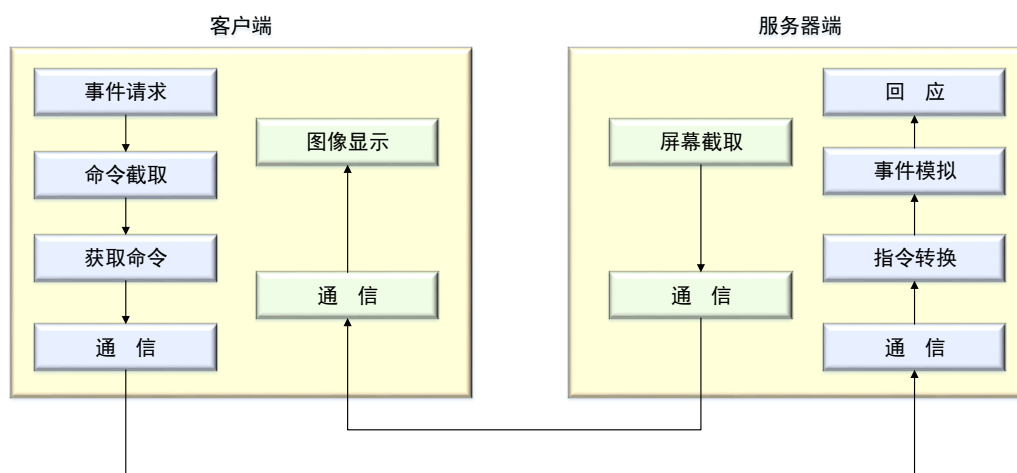 客户端
事件请求
命令截取
获取命令
通 信
图像显示
通 信
服务器端
屏幕截取
通 信
回 应
事件模拟
指令转换
通 信